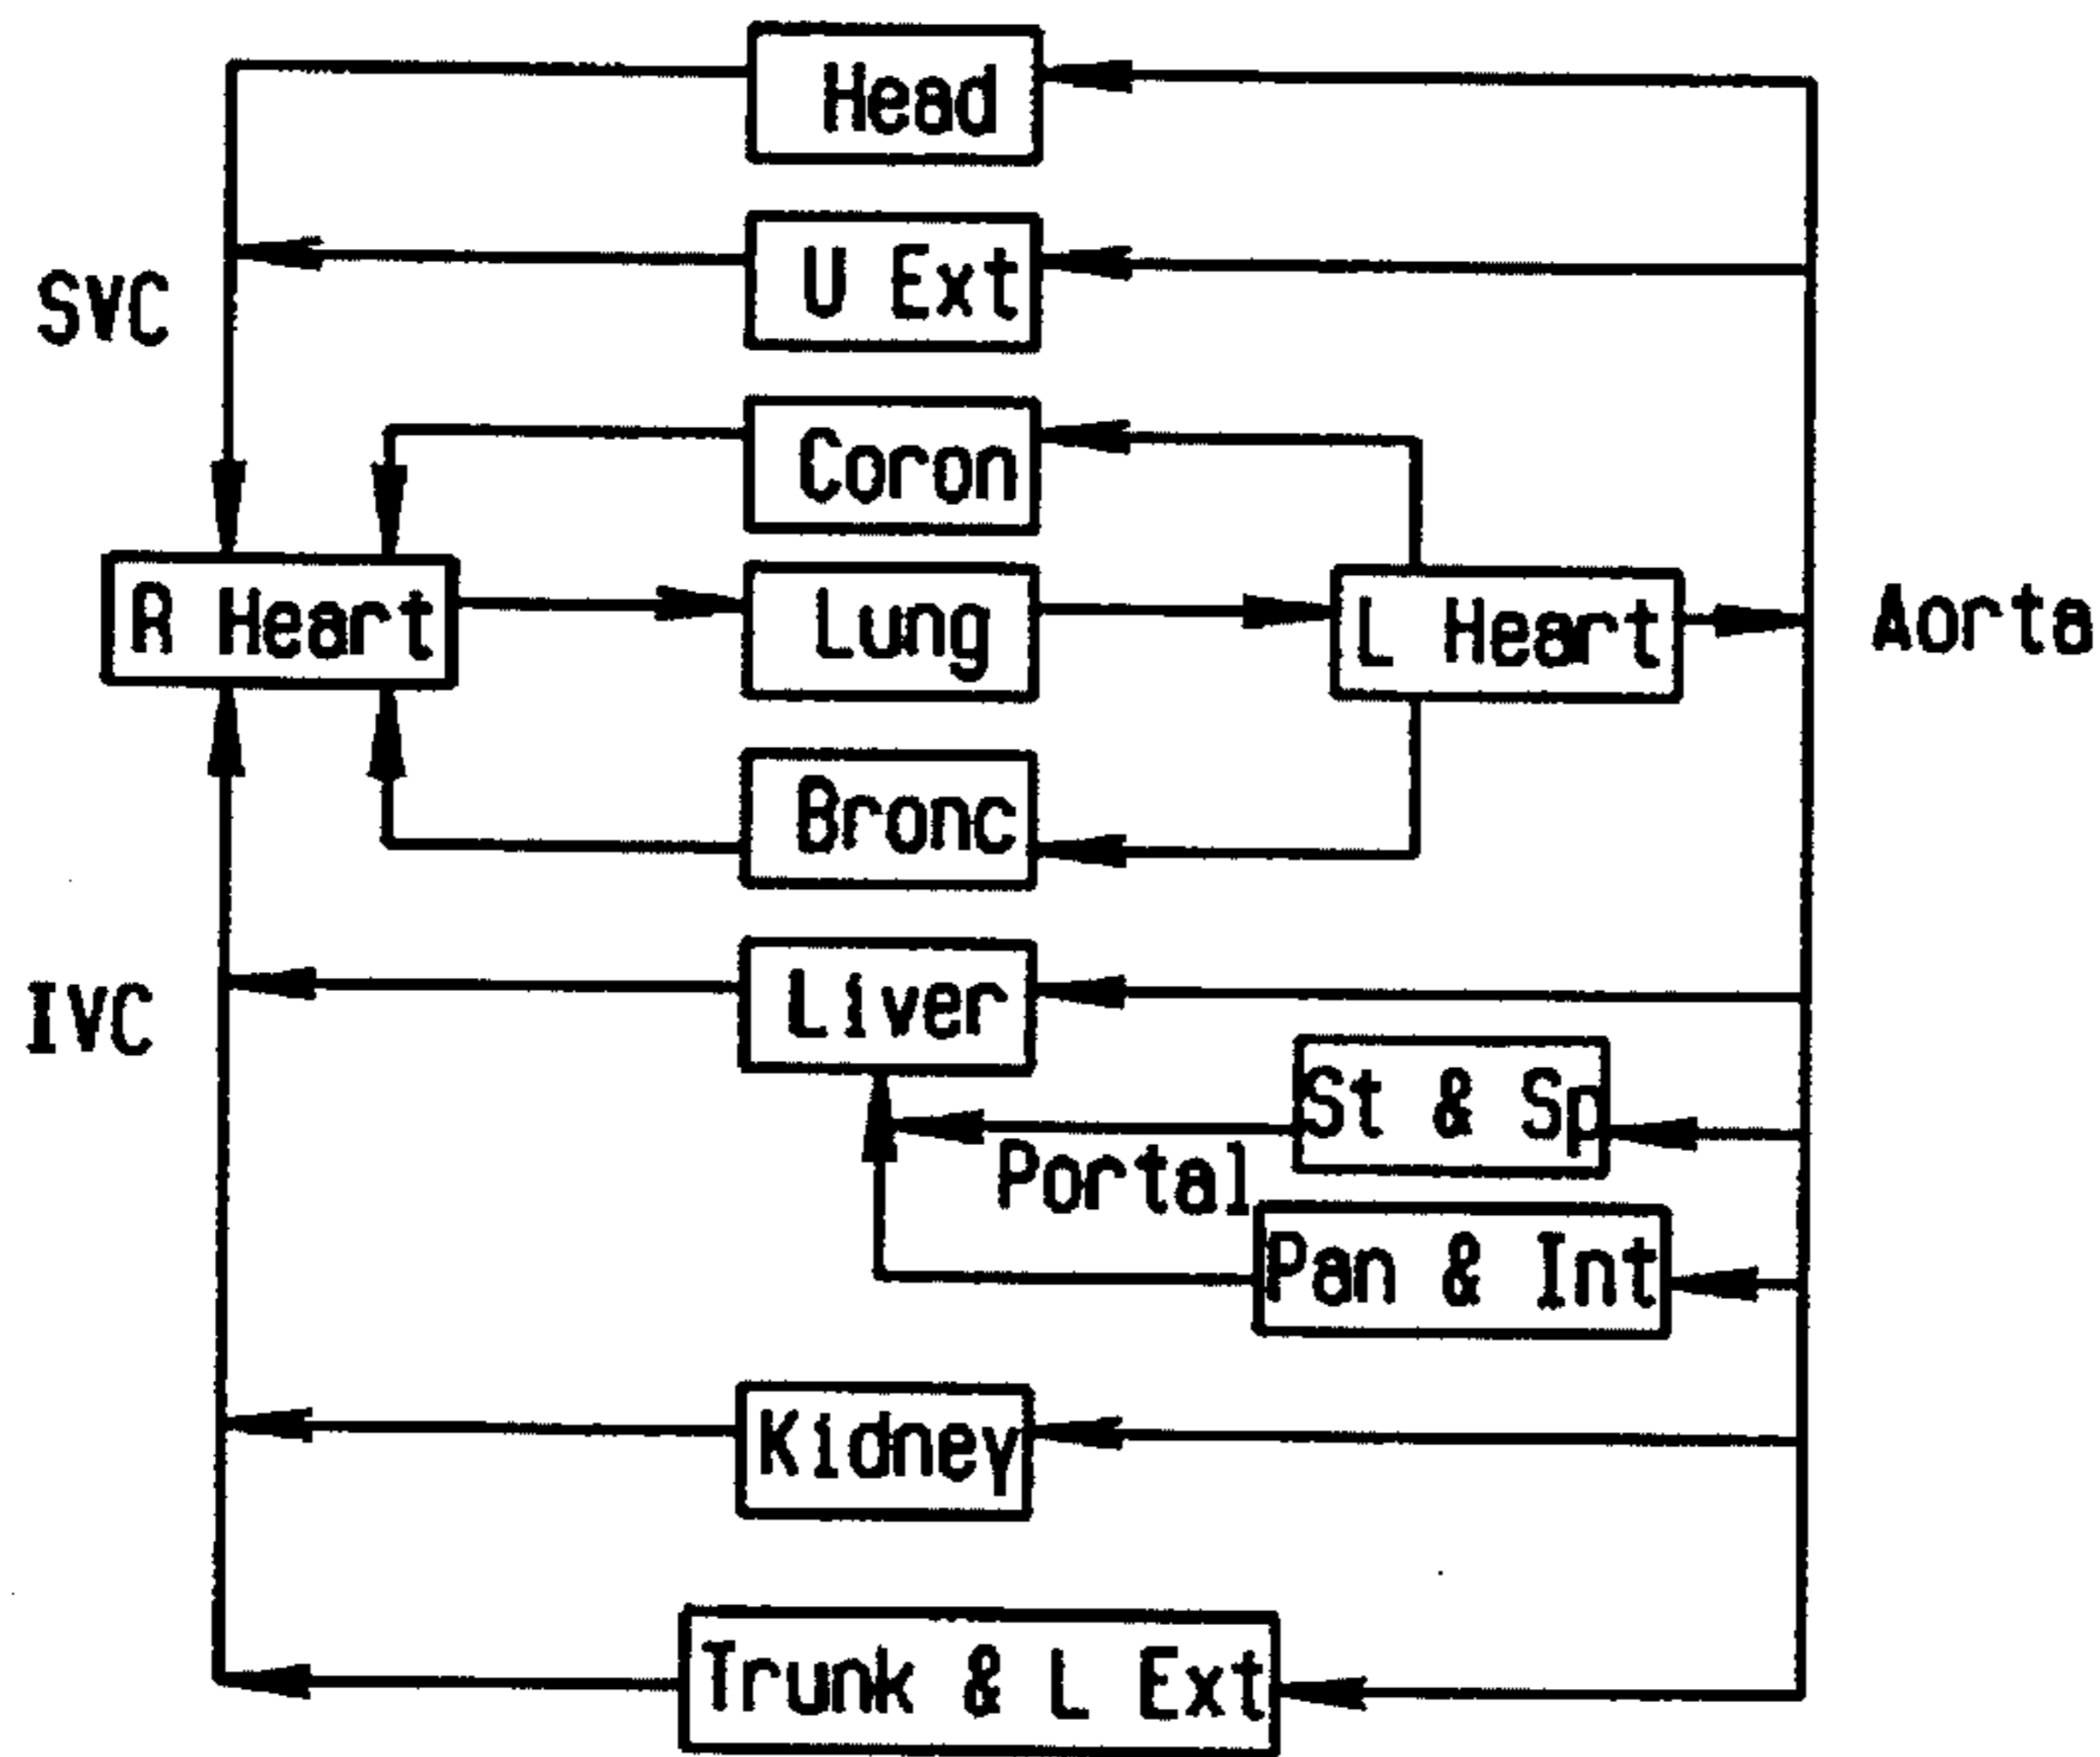 Head
U Ext
SVC
Coron
R Heart
Lung
L Heart
Aorta
Bronc
Liver
IVC
St & Sp
Portal
Pan & Int
Kidney
Trunk & L Ext